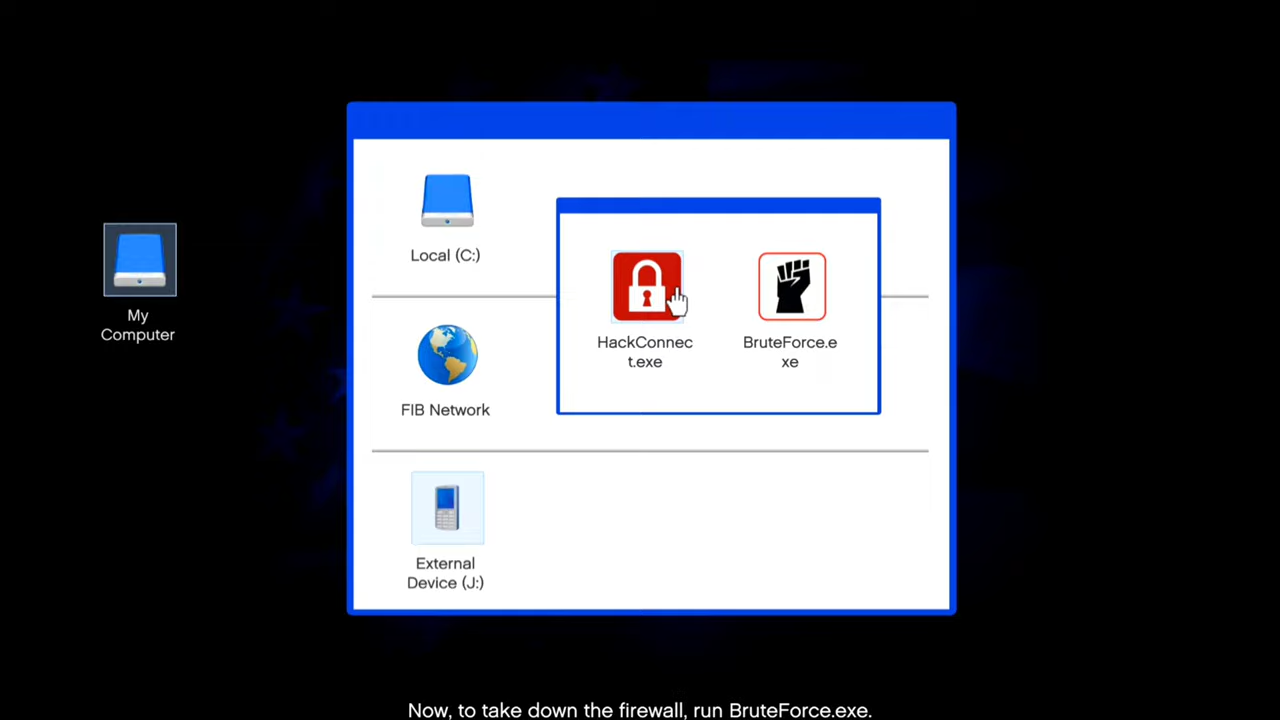 My
Computer
Local (C:)
FIB Network
External
Device (J:)
HackConnec
t.exe
BruteForce.e
xe
Now, to take down the firewall, run BruteForce.exe.